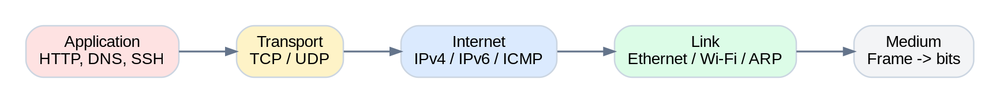 Application
HTTP, DNS, SSH
Transport
TCP / UDP
Internet
IPv4 / IPv6 / ICMP
Link
Ethernet / Wi-Fi / ARP
Medium
Frame -> bits